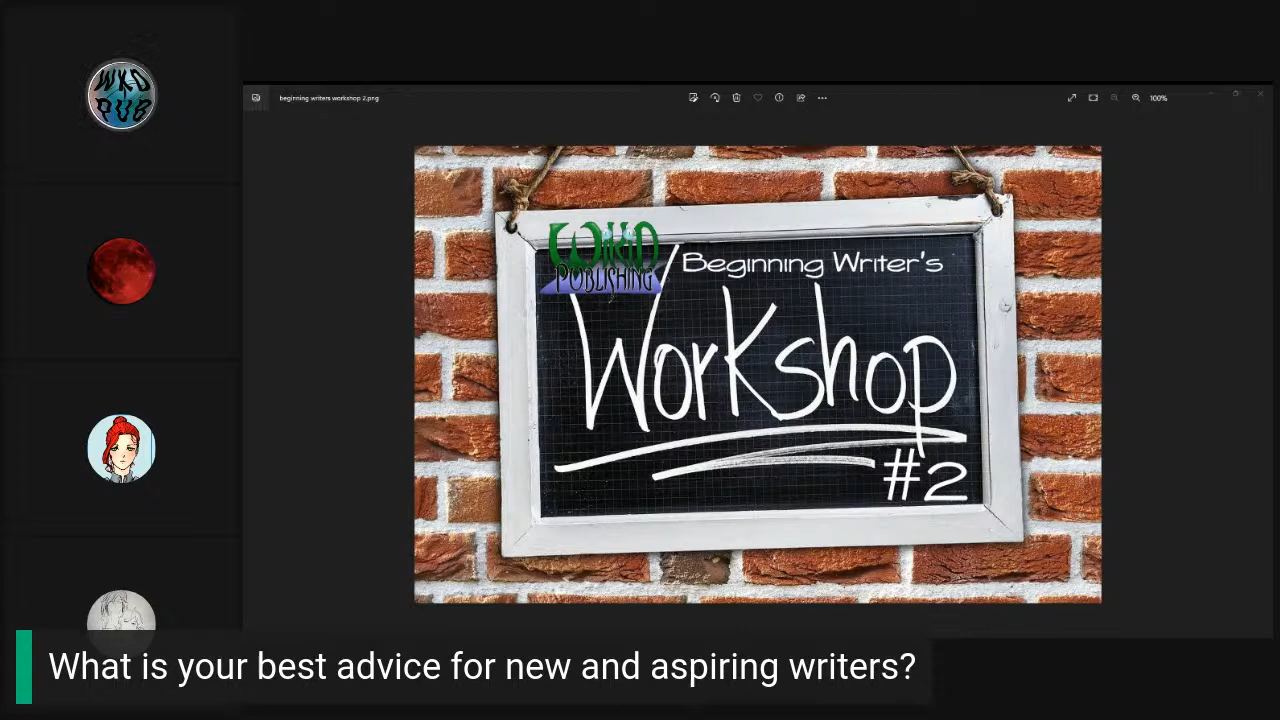 WKD
PUB
beginning writers workshop 2.png
100%
WKD
PUBLISHING
Beginning Writer's
Workshop
#2
What is your best advice for new and aspiring writers?